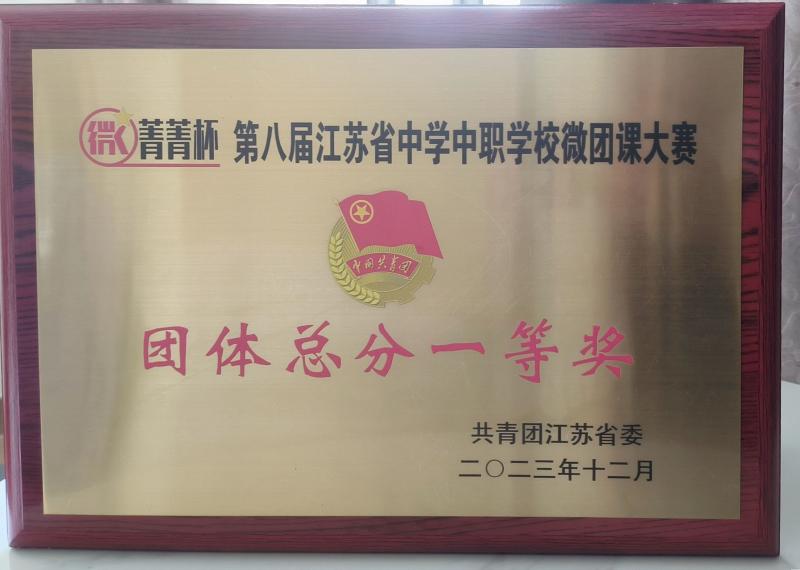 微菁菁杯 第八届江苏省中学中职学校微团课大赛
中国共青团
团体总分一等奖
共青团江苏省委
二〇二三年十二月